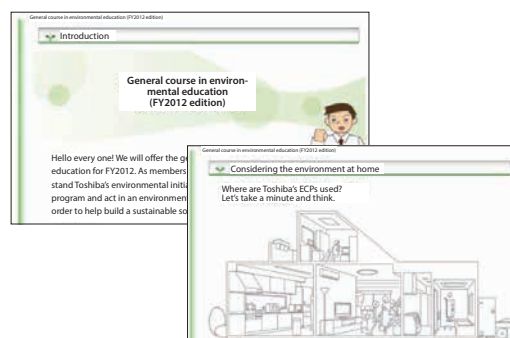 General course in environmental education (FY2012 edition)
Introduction
General course in environ-
mental education
(FY2012 edition)
Hello every one! We will offer the ge
education for FY2012. As members
stand Toshiba's environmental initia
program and act in an environmen
order to help build a sustainable so
General course in environmental education (FY2012 edition)
Considering the environment at home
Where are Toshiba's ECPs used?
Let's take a minute and think.